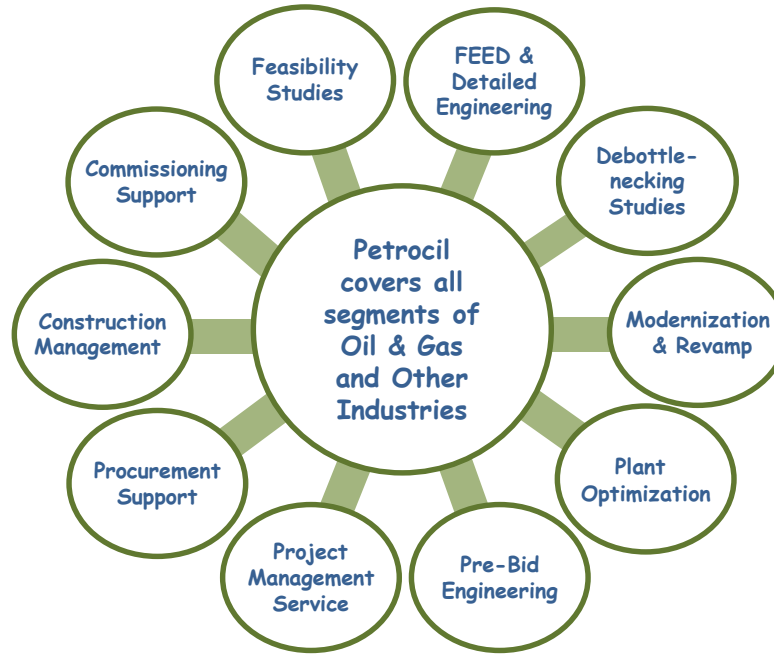 Feasibility
Studies
FEED &
Detailed
Engineering
Debottle-
necking
Studies
Modernization
& Revamp
Plant
Optimization
Pre-Bid
Engineering
Project
Management
Service
Procurement
Support
Construction
Management
Commissioning
Support
Petrocil
covers all
segments of
Oil & Gas
and Other
Industries